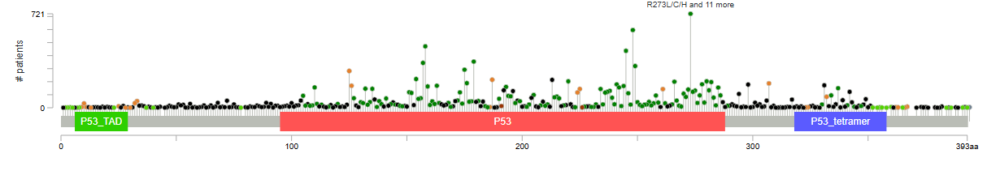 R273L/C/H and 11 more
721
# patients
0
P53_TAD
P53
P53_tetramer
0
100
200
300
393aa